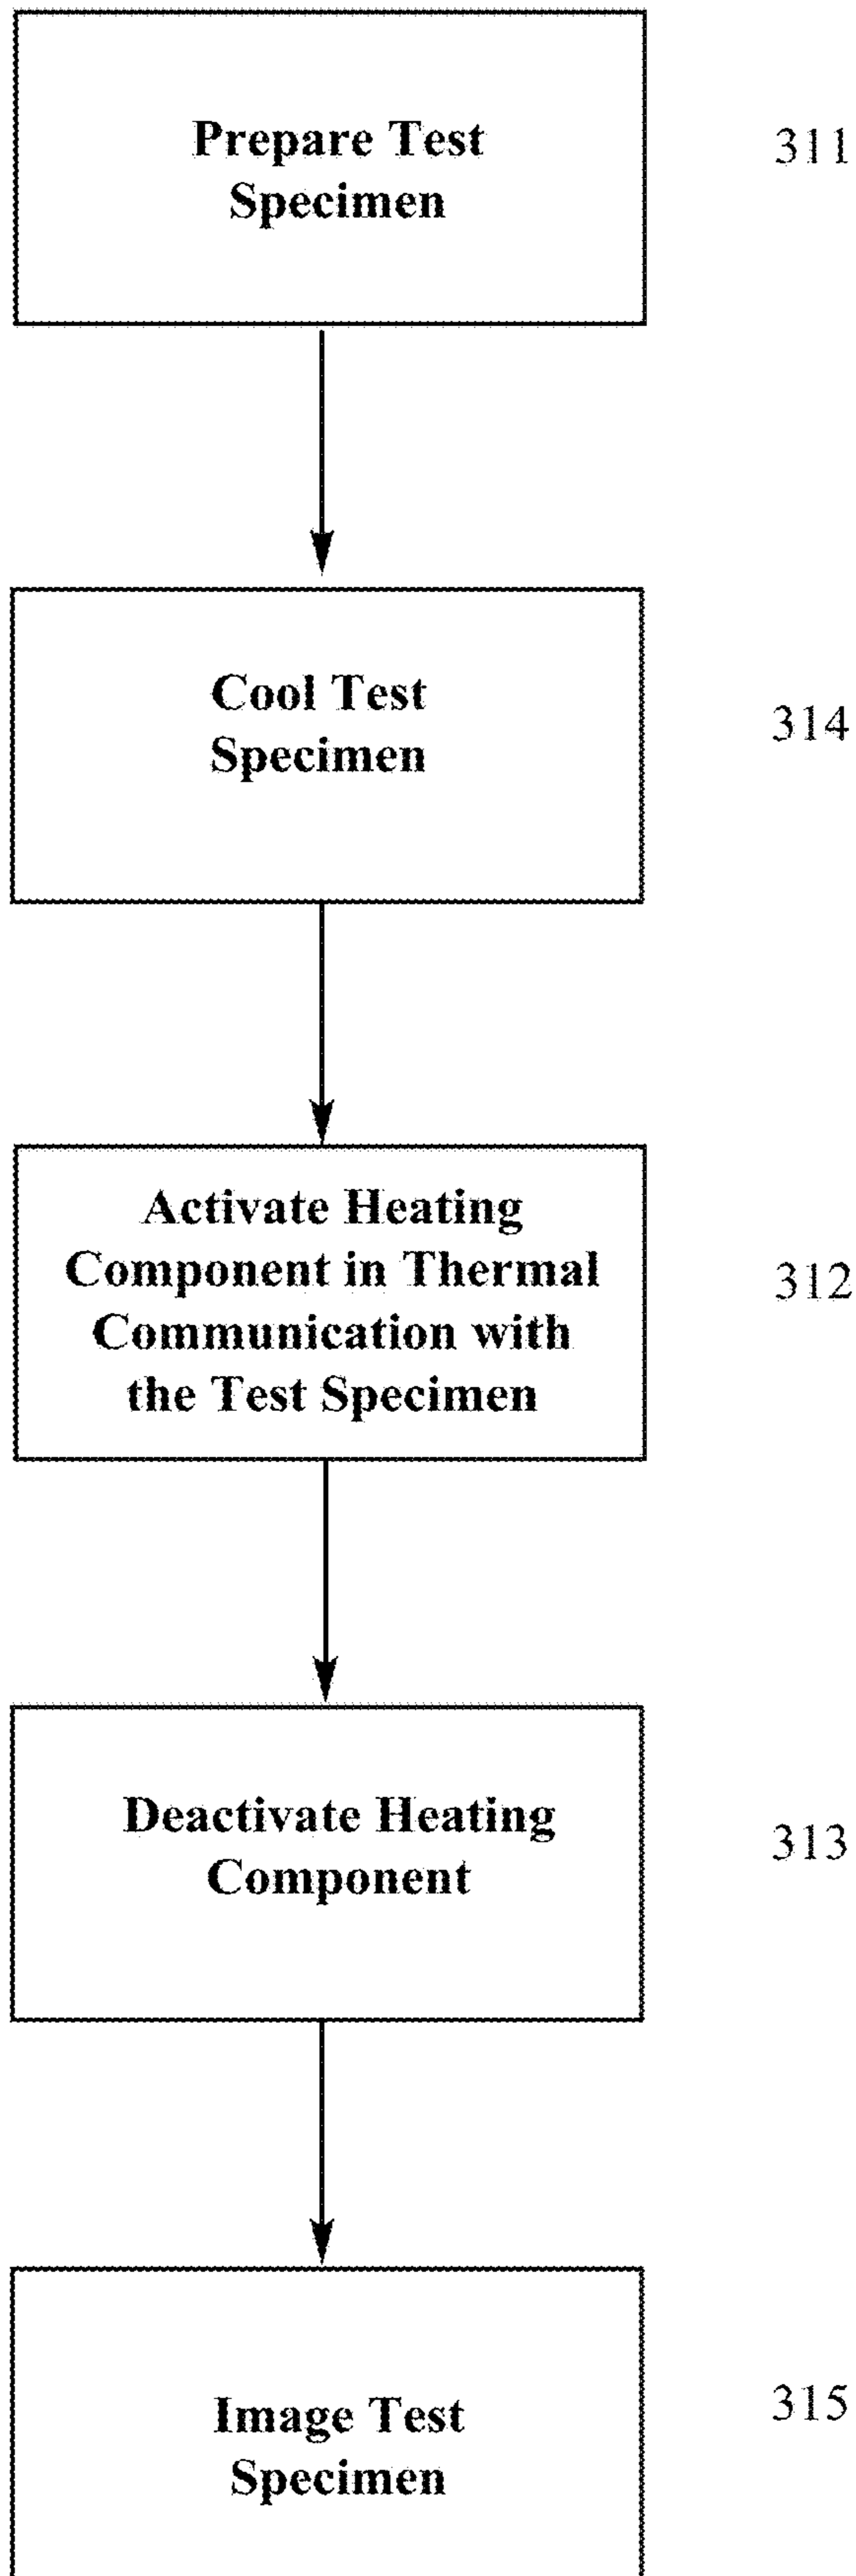 Prepare Test
Specimen
311
Cool Test
Specimen
314
Activate Heating
Component in Thermal
Communication with
the Test Specimen
312
Deactivate Heating
Component
313
Image Test
Specimen
315